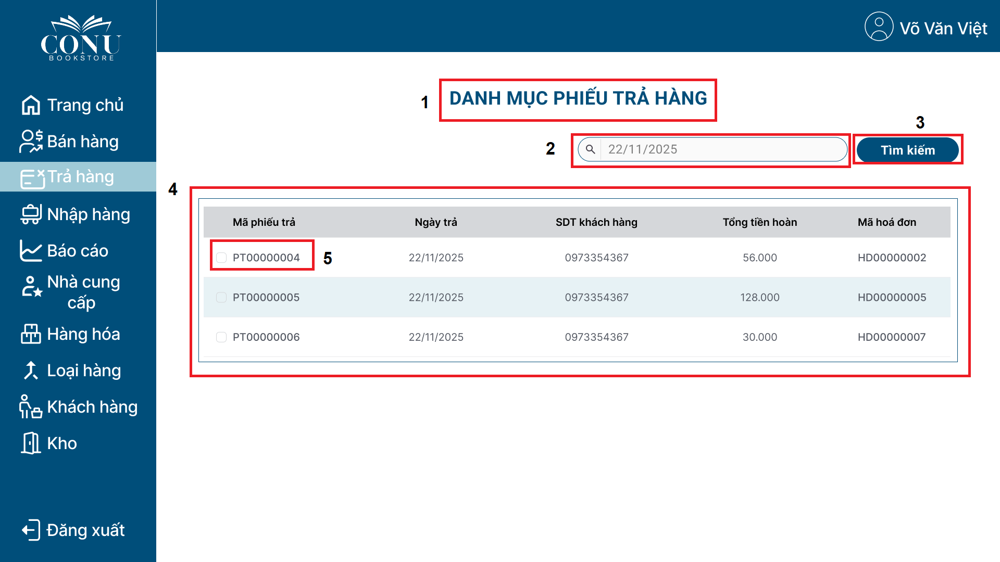 CONU
BOOKSTORE
Võ Văn Việt
Trang chủ
Bán hàng
Trả hàng
Nhập hàng
Báo cáo
Nhà cung
cấp
Hàng hóa
Loại hàng
Khách hàng
Kho
Đăng xuất
1
DANH MỤC PHIẾU TRẢ HÀNG
2
22/11/2025
3
Tìm kiếm
4
Mã phiếu trả Ngày trả SDT khách hàng Tổng tiền hoàn Mã hoá đơn
PT00000004 5 22/11/2025 0973354367 56.000 HD00000002
PT00000005 22/11/2025 0973354367 128.000 HD00000005
PT00000006 22/11/2025 0973354367 30.000 HD00000007